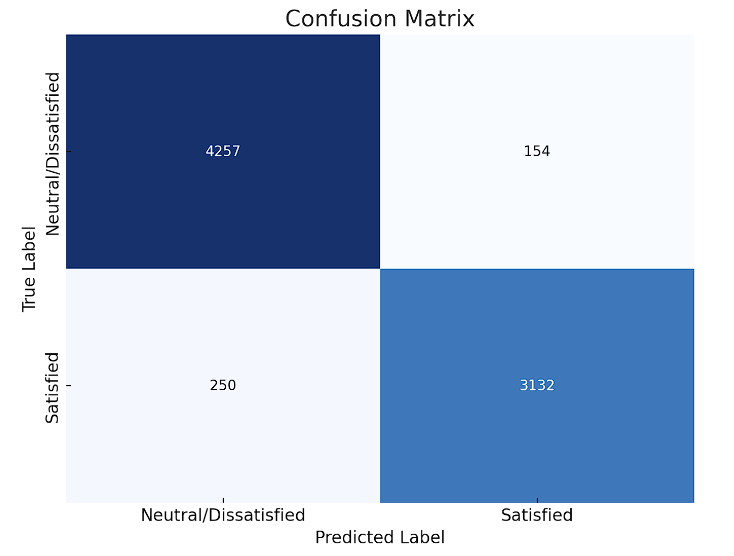 Confusion Matrix
True Label
Neutral/Dissatisfied
4257
154
Satisfied
250
3132
Neutral/Dissatisfied
Satisfied
Predicted Label